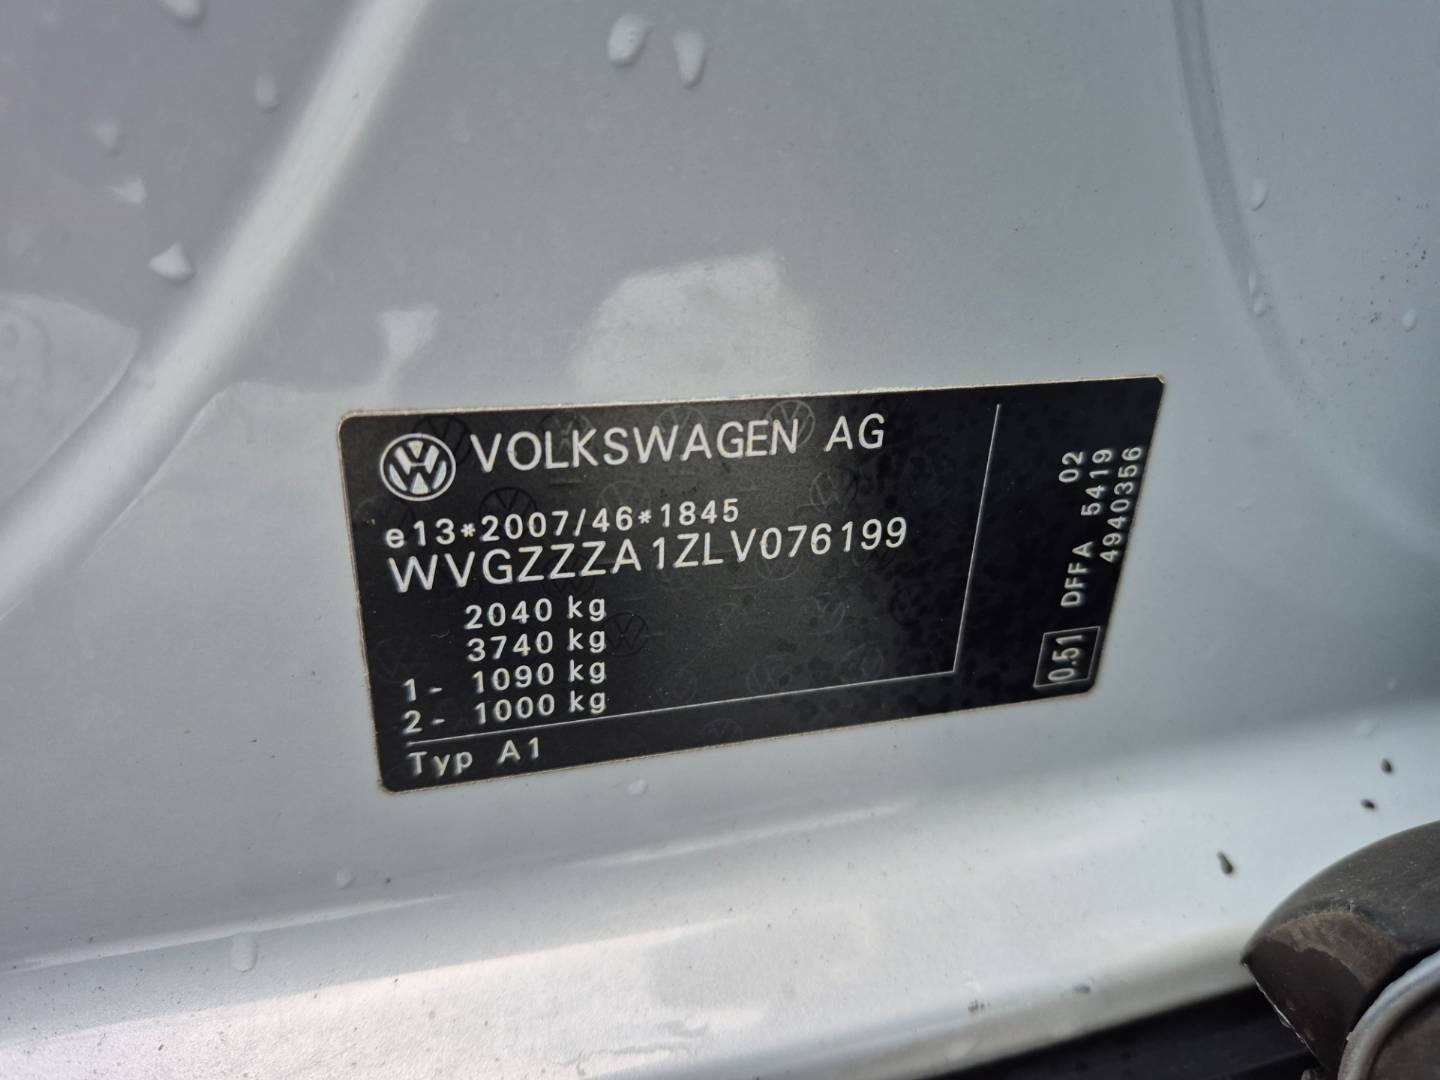 VOLKSWAGEN AG
e13*2007/46*1845
WVGZZZA1ZLV076199
2040 kg
3740 kg
1- 1090 kg
2- 1000 kg
Typ A1
0.51
DFFA 5419 02
4940356